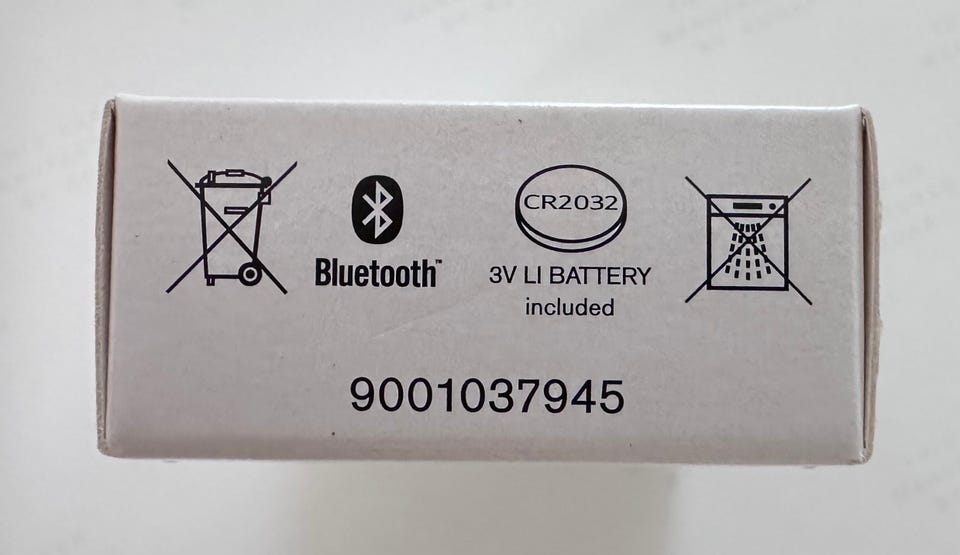 Bluetooth™
CR2032
3V LI BATTERY
included
9001037945